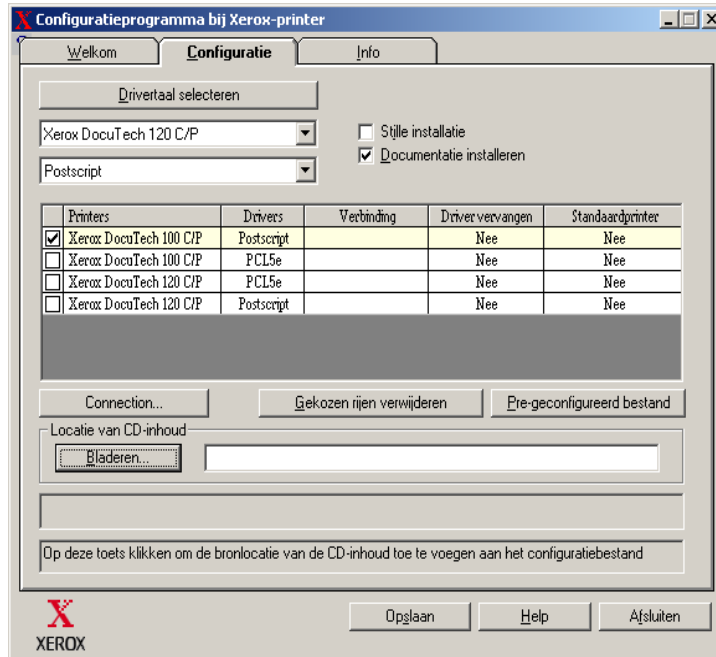 Configuratieprogramma bij Xerox-printer
Welkom Configuratie Info
Drivertaal selecteren
Xerox DocuTech 120 C/P
Stille installatie
Documentatie installeren
Postscript
Printers Drivers Verbinding Driver vervangen Standaardprinter
Xerox DocuTech 100 C/P Postscript Nee Nee
Xerox DocuTech 100 C/P PCL5e Nee Nee
Xerox DocuTech 120 C/P PCL5e Nee Nee
Xerox DocuTech 120 C/P Postscript Nee Nee
Connection... Gekozen rijen verwijderen Pre-geconfigureerd bestand
Locatie van CD-inhoud
Bladeren...
Op deze toets klikken om de bronlocatie van de CD-inhoud toe te voegen aan het configuratiebestand
X
XEROX
Opslaan Help Afsluiten